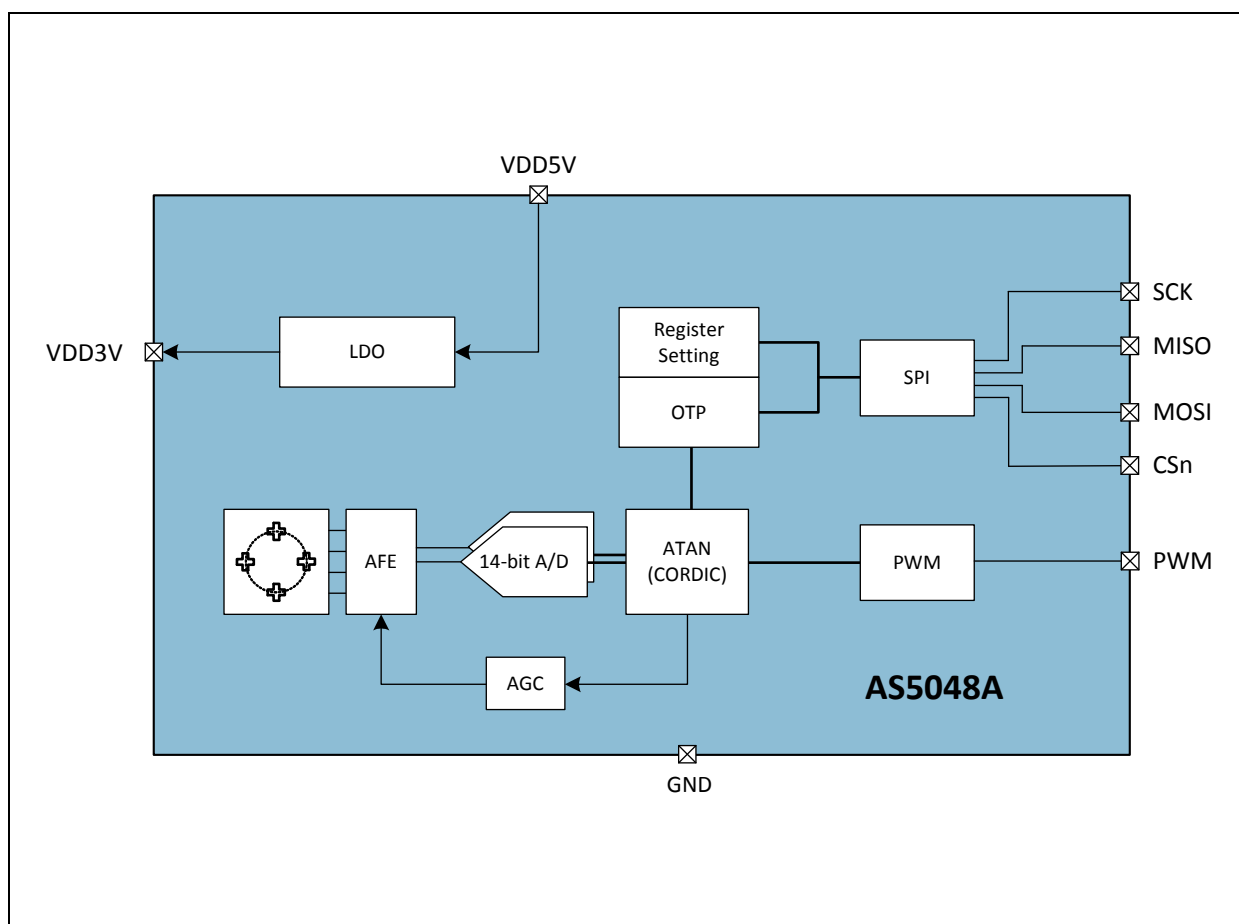 VDD5V
SCK
VDD3V
LDO
Register
Setting
OTP
SPI
MISO
MOSI
CSn
AFE
14-bit A/D
ATAN
(CORDIC)
PWM
PWM
AGC
AS5048A
GND